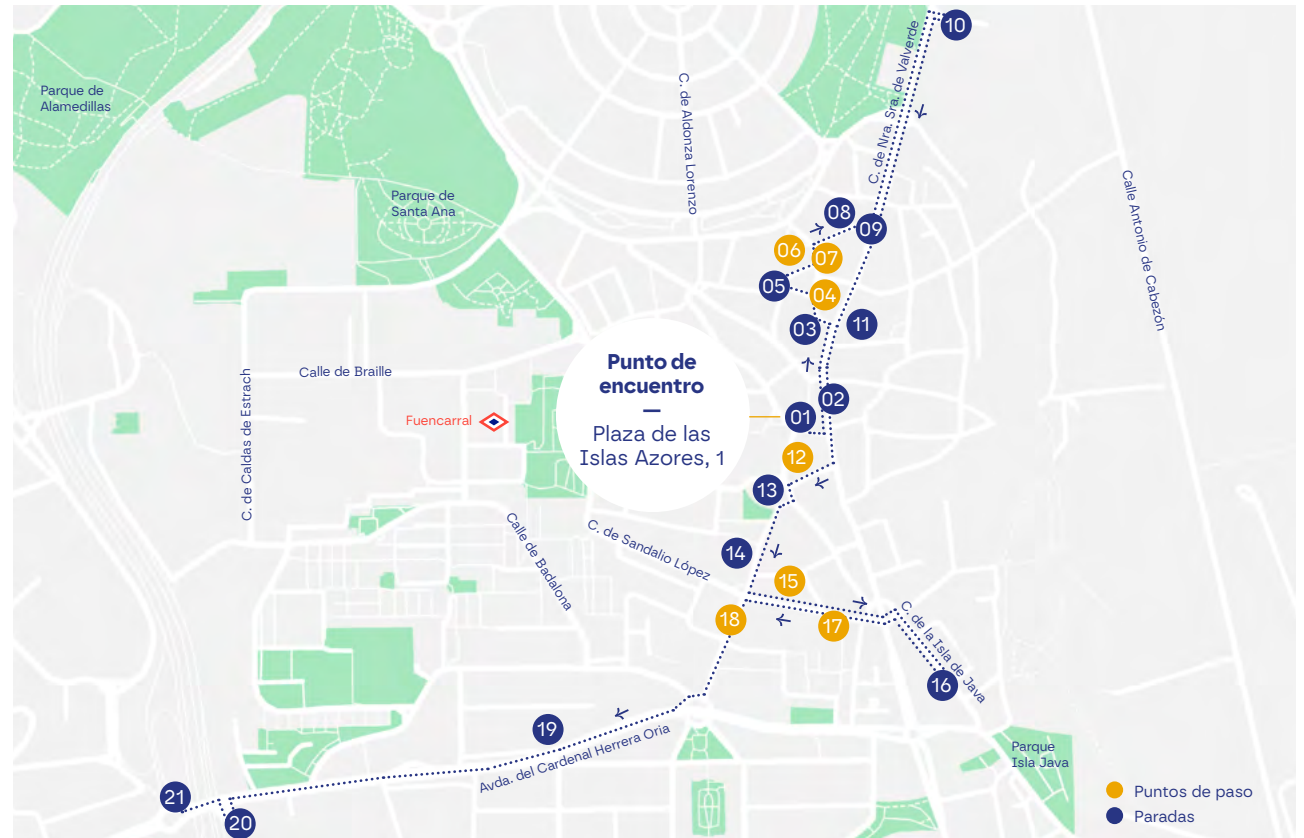 10
C. de Nra. Sra. de Valverde
Parque de
Alamedillas
C. de Aldonza Lorenzo
Parque de
Santa Ana
Calle Antonio de Cabezón
08
09
06
07
05
04
03
11
Calle de Braille
C. de Caldas de Estrach
Fuencarral
Punto de
encuentro
—
Plaza de las
Islas Azores, 1
02
01
12
13
Calle de Badalona
C. de Sandalio López
14
15
18
17
C. de la Isla de Java
16
19
Avda. del Cardenal Herrera Oria
Parque
Isla Java
21
20
Puntos de paso
Paradas